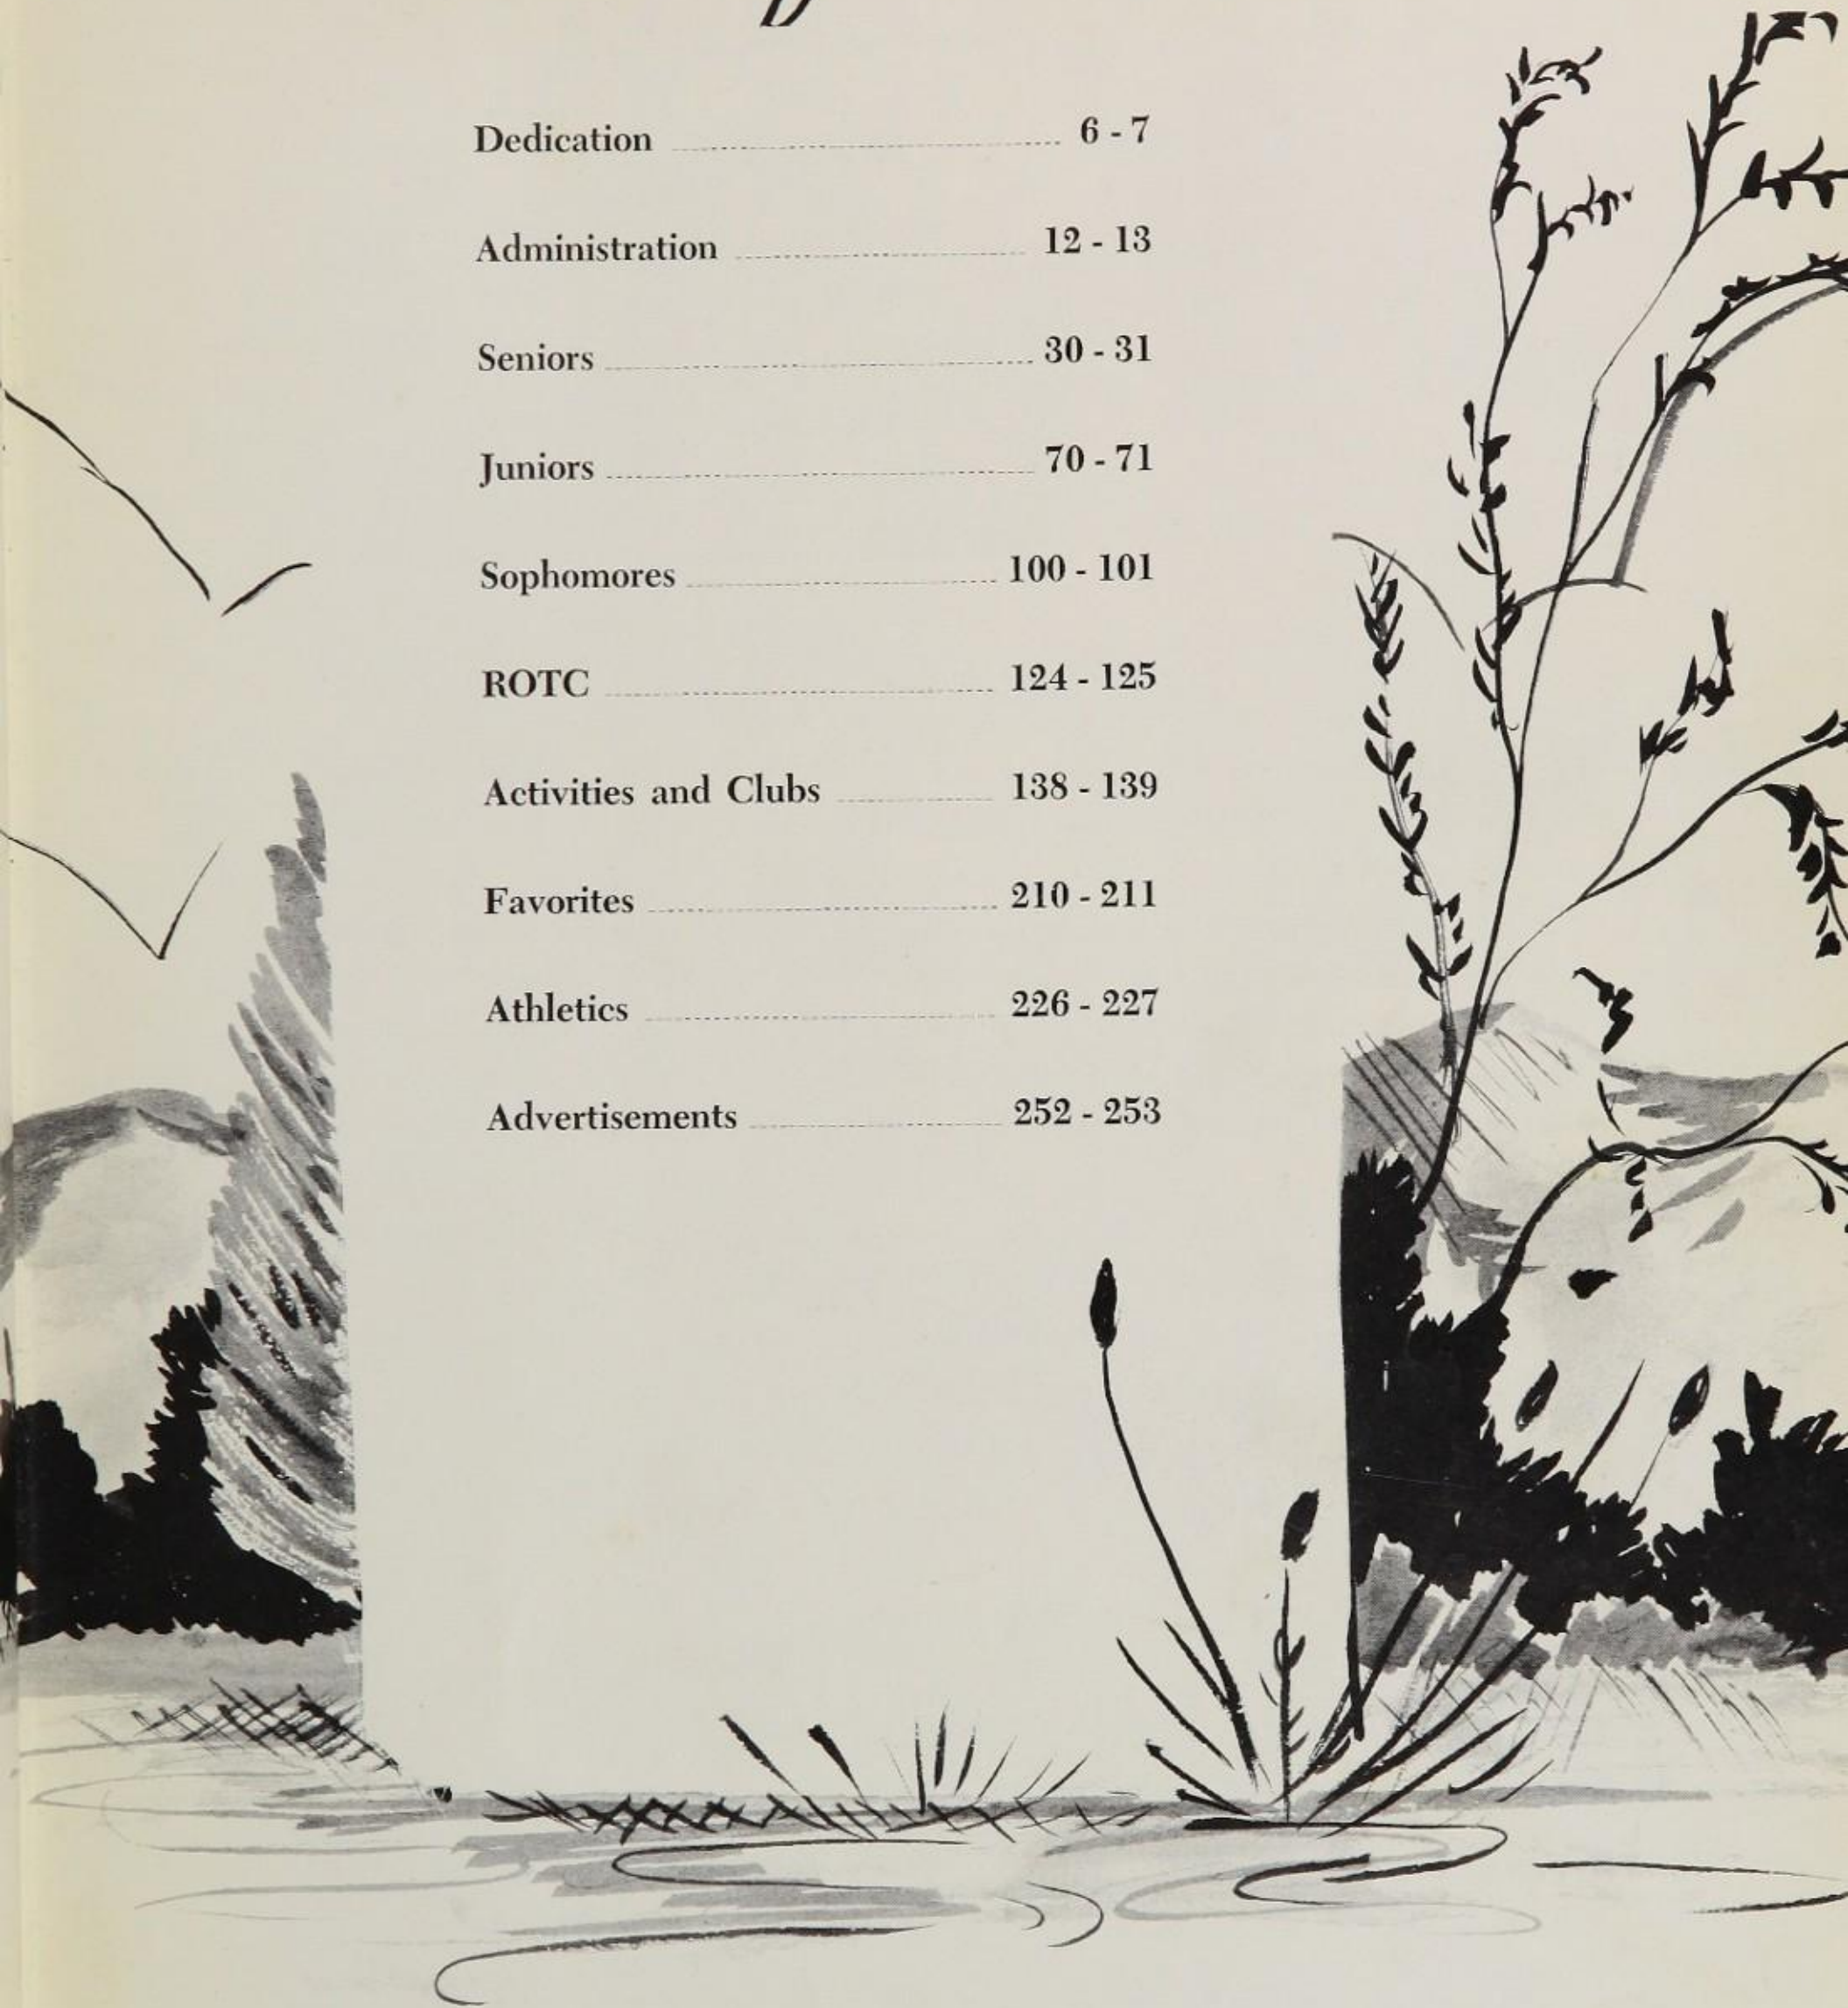 Dedication 6 - 7
Administration 12 - 13
Seniors 30 - 31
Juniors 70 - 71
Sophomores 100 - 101
ROTC 124 - 125
Activities and Clubs 138 - 139
Favorites 210 - 211
Athletics 226 - 227
Advertisements 252 - 253